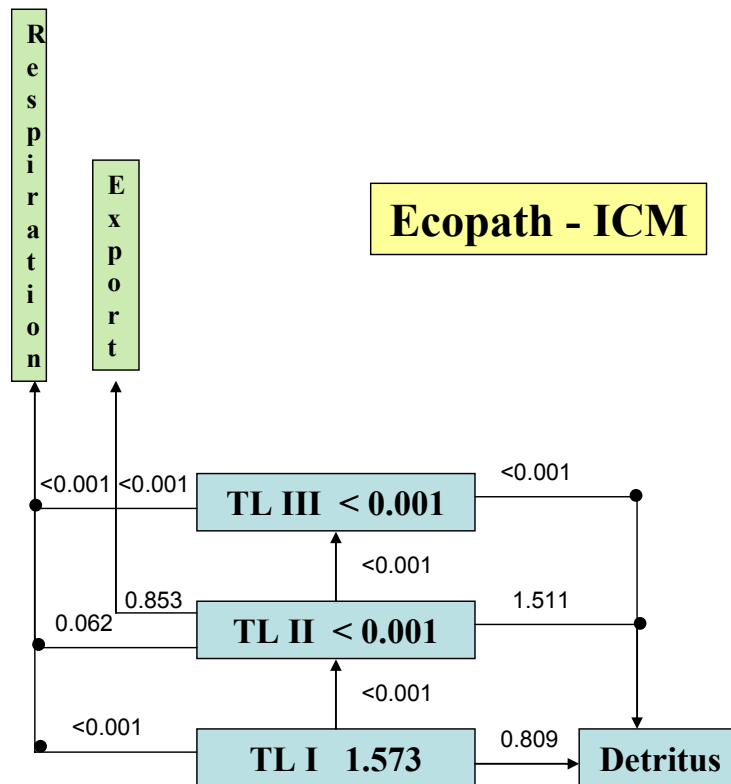 Respiration
Export
Ecopath - ICM
<0.001 <0.001 <0.001
TL III < 0.001
<0.001
0.853 1.511
0.062 TL II < 0.001
<0.001
<0.001 0.809
TL I 1.573 Detritus